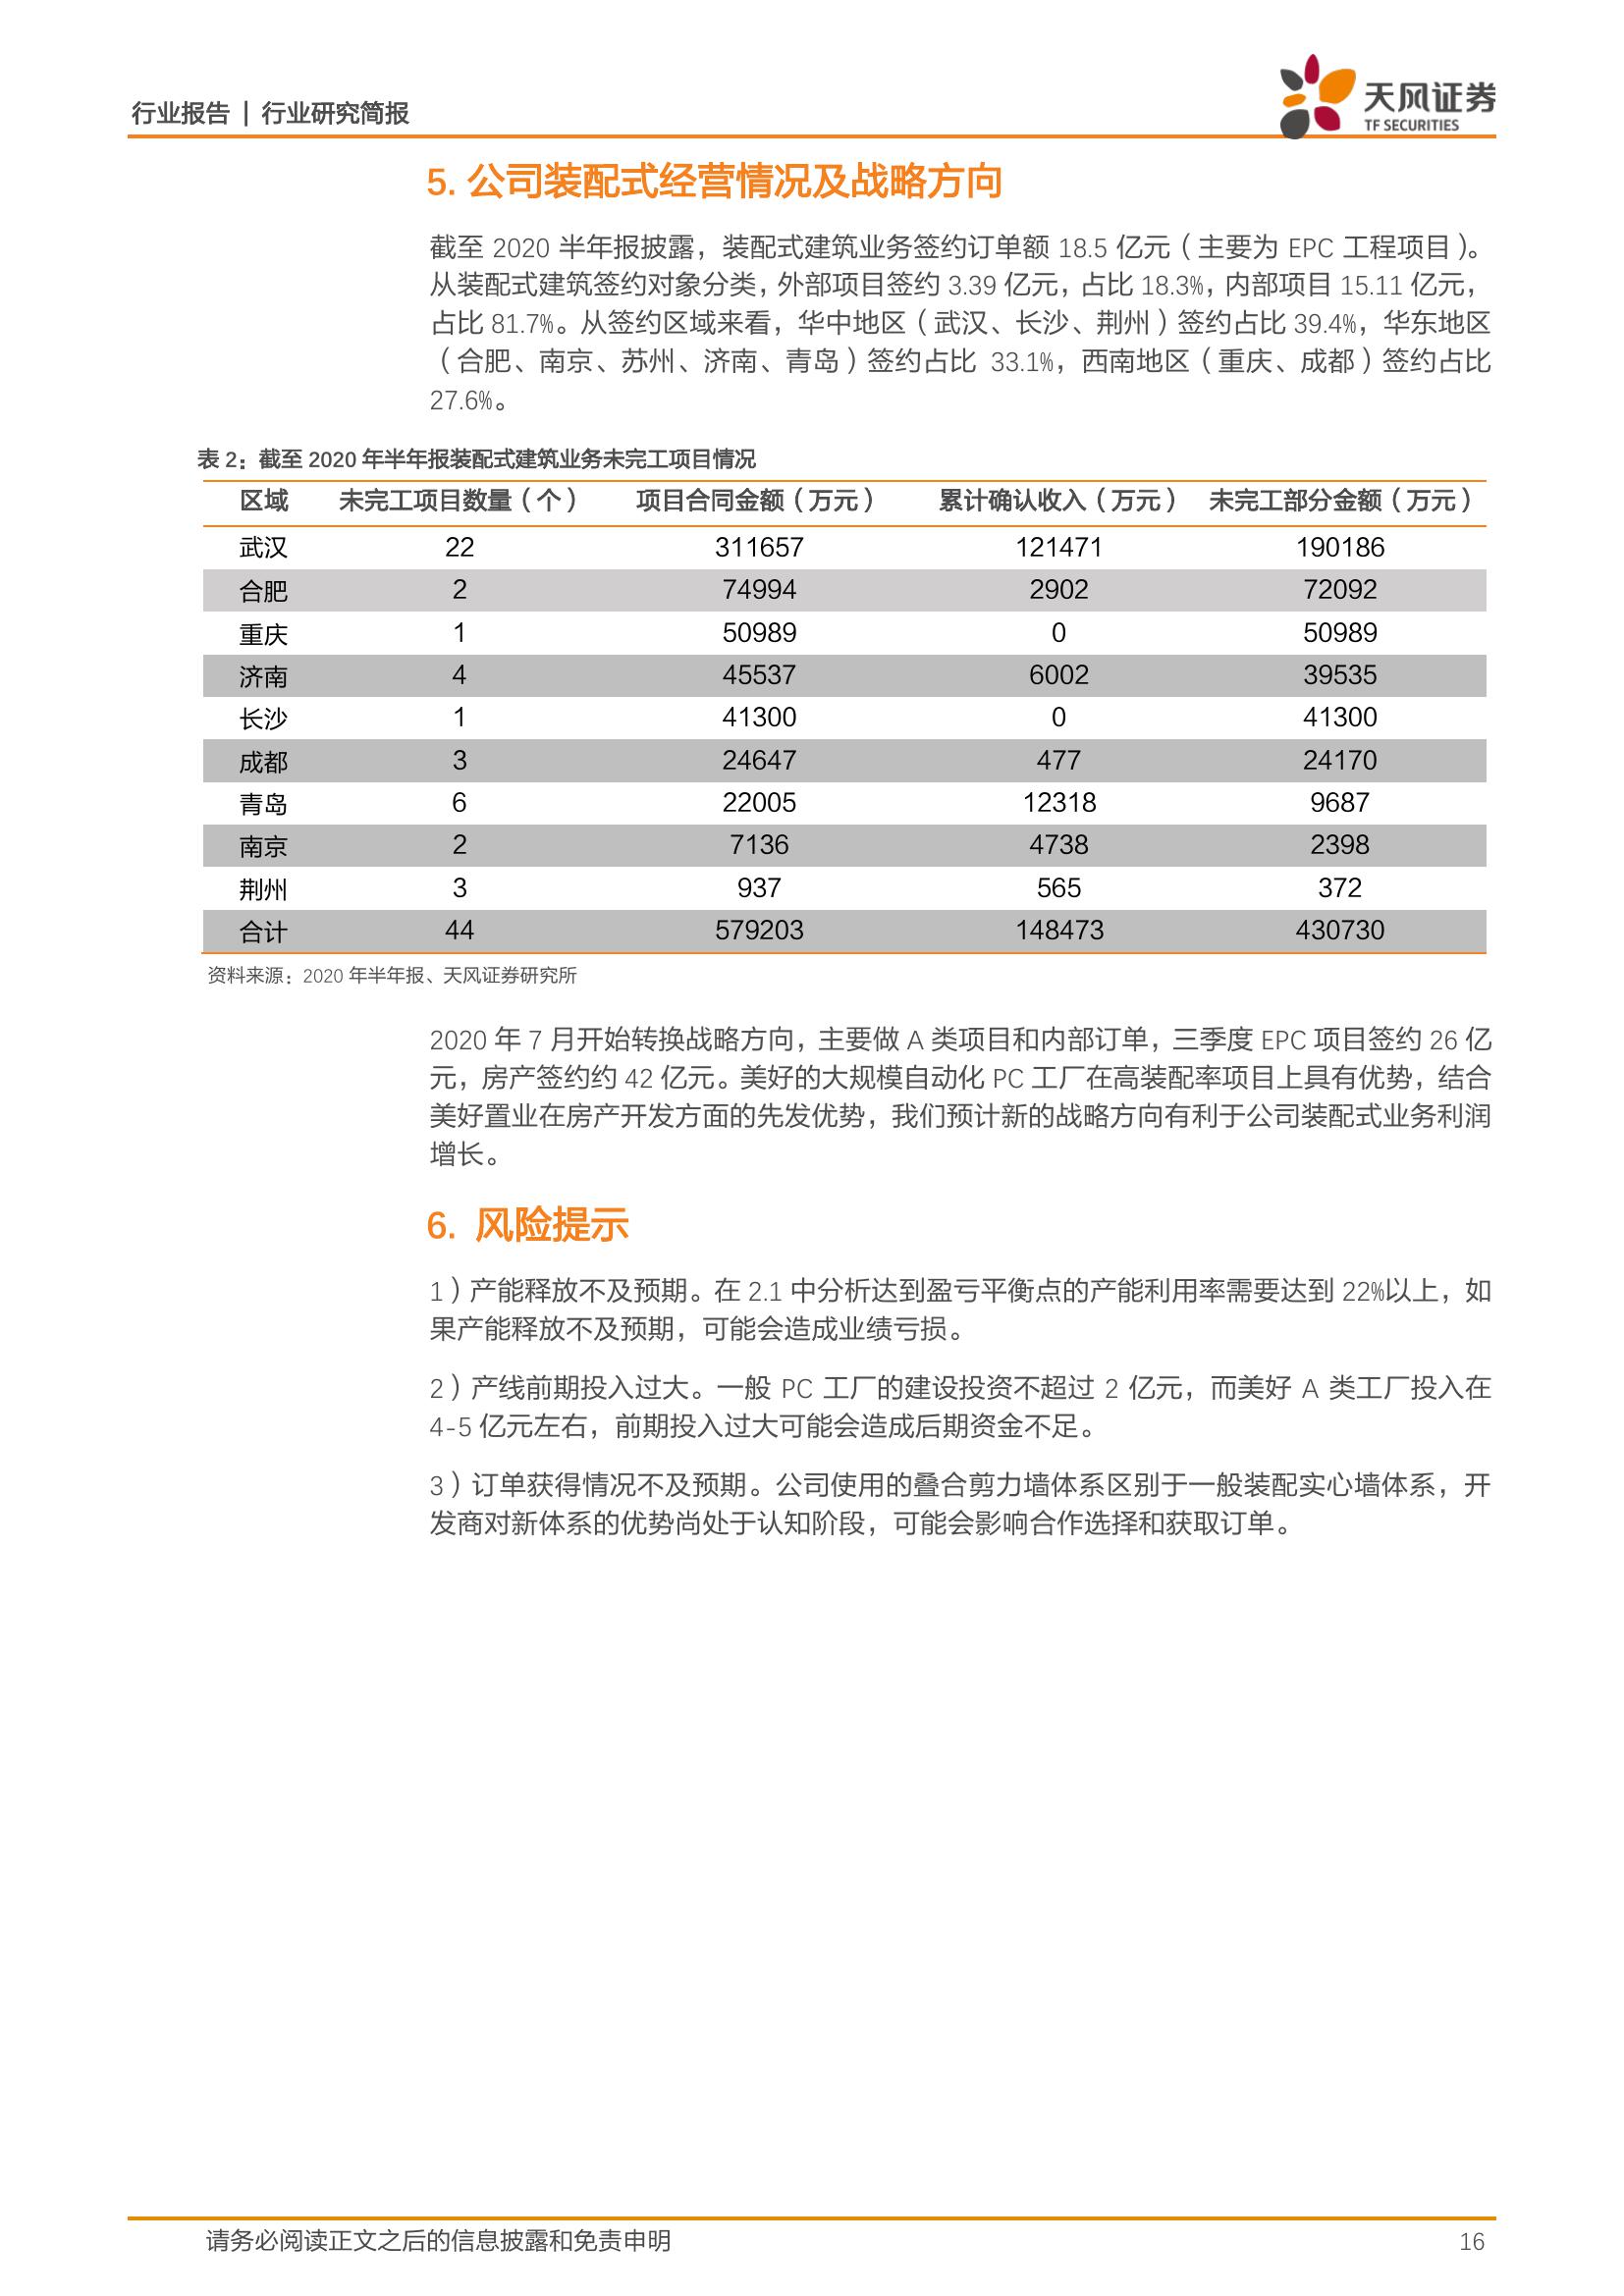 行业报告 | 行业研究简报
天风证券
TF SECURITIES
5. 公司装配式经营情况及战略方向
截至 2020 半年报披露，装配式建筑业务签约订单额 18.5 亿元（主要为 EPC 工程项目）。
从装配式建筑签约对象分类，外部项目签约 3.39 亿元，占比 18.3%，内部项目 15.11 亿元，
占比 81.7%。从签约区域来看，华中地区（武汉、长沙、荆州）签约占比 39.4%，华东地区
（合肥、南京、苏州、济南、青岛）签约占比 33.1%，西南地区（重庆、成都）签约占比
27.6%。
表 2：截至 2020 年半年报装配式建筑业务未完工项目情况
区域 未完工项目数量（个） 项目合同金额（万元） 累计确认收入（万元） 未完工部分金额（万元）
武汉 22 311657 121471 190186
合肥 2 74994 2902 72092
重庆 1 50989 0 50989
济南 4 45537 6002 39535
长沙 1 41300 0 41300
成都 3 24647 477 24170
青岛 6 22005 12318 9687
南京 2 7136 4738 2398
荆州 3 937 565 372
合计 44 579203 148473 430730
资料来源：2020 年半年报、天风证券研究所
2020 年 7 月开始转换战略方向，主要做 A 类项目和内部订单，三季度 EPC 项目签约 26 亿
元，房产签约约 42 亿元。美好的大规模自动化 PC 工厂在高装配率项目上具有优势，结合
美好置业在房产开发方面的先发优势，我们预计新的战略方向有利于公司装配式业务利润
增长。
6. 风险提示
1）产能释放不及预期。在 2.1 中分析达到盈亏平衡点的产能利用率需要达到 22%以上，如
果产能释放不及预期，可能会造成业绩亏损。
2）产线前期投入过大。一般 PC 工厂的建设投资不超过 2 亿元，而美好 A 类工厂投入在
4-5 亿元左右，前期投入过大可能会造成后期资金不足。
3）订单获得情况不及预期。公司使用的叠合剪力墙体系区别于一般装配实心墙体系，开
发商对新体系的优势尚处于认知阶段，可能会影响合作选择和获取订单。
请务必阅读正文之后的信息披露和免责申明 16